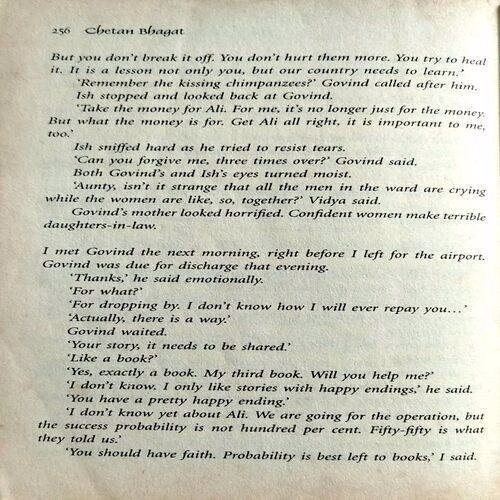 256 Chetan Bhagat
But you don't break it off. You don't hurt them more. You try to heal
it. It is a lesson not only you, but our country needs to learn.'
'Remember the kissing chimpanzees?' Govind called after him.
Ish stopped and looked back at Govind.
'Take the money for Ali. For me, it's no longer just for the money.
But what the money is for. Get Ali all right, it is important to me,
too.'
Ish sniffed hard as he tried to resist tears.
'Can you forgive me, three times over?' Govind said.
Both Govind's and Ish's eyes turned moist.
'Aunty, isn't it strange that all the men in the ward are crying
while the women are like, so, together?' Vidya said.
Govind's mother looked horrified. Confident women make terrible
daughters-in-law.
I met Govind the next morning, right before I left for the airport.
Govind was due for discharge that evening.
'Thanks,' he said emotionally.
'For what?'
'For dropping by. I don't know how I will ever repay you...'
'Actually, there is a way.'
Govind waited.
'Your story, it needs to be shared.'
'Like a book?'
'Yes, exactly a book. My third book. Will you help me?'
'I don't know. I only like stories with happy endings,' he said.
'You have a pretty happy ending.'
'I don't know yet about Ali. We are going for the operation, but
the success probability is not hundred per cent. Fifty-fifty is what
they told us.'
'You should have faith. Probability is best left to books,' I said.